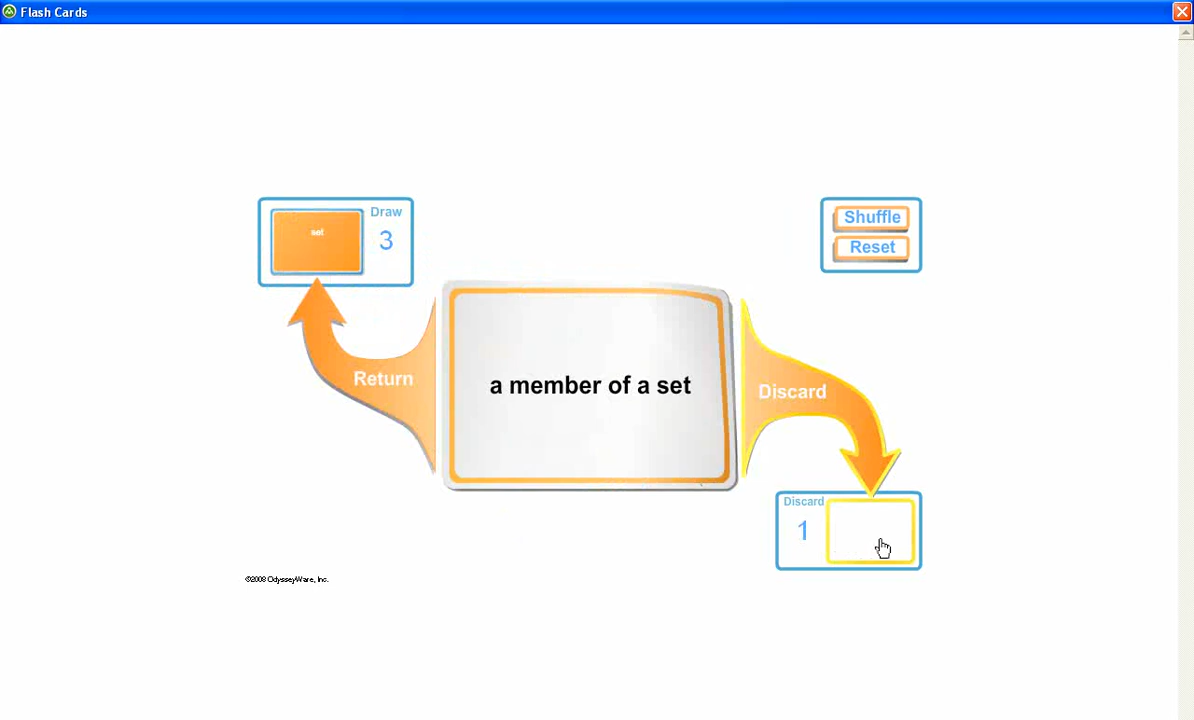 Flash Cards
set
Draw
3
Shuffle
Reset
Return
a member of a set
Discard
Discard
1
©2008 OdysseyWare, Inc.